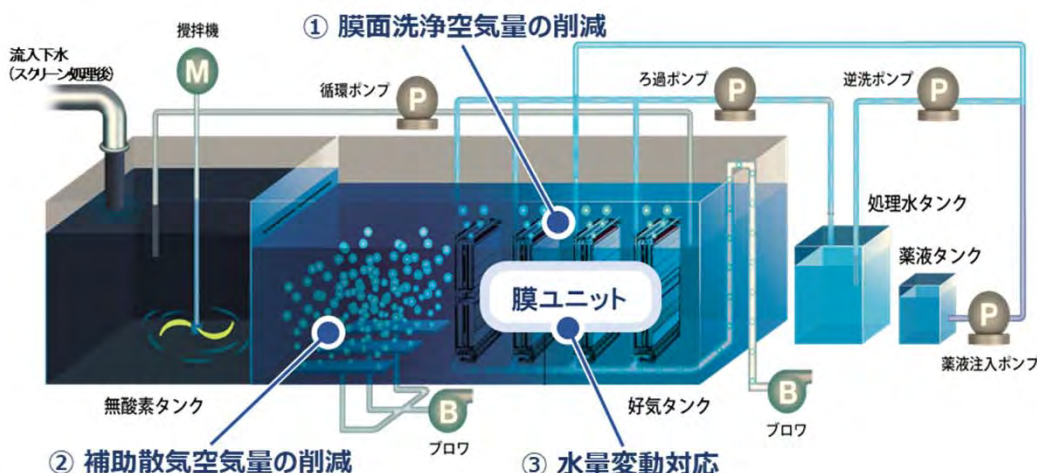 ① 膜面洗浄空気量の削減
流入下水
(スクリーン処理後)
攪拌機
M
循環ポンプ
P
ろ過ポンプ
P
逆洗ポンプ
P
処理水タンク
薬液タンク
膜ユニット
P
薬液注入ポンプ
無酸素タンク
B
ブロワ
好気タンク
B
ブロワ
② 補助散気空気量の削減
③ 水量変動対応